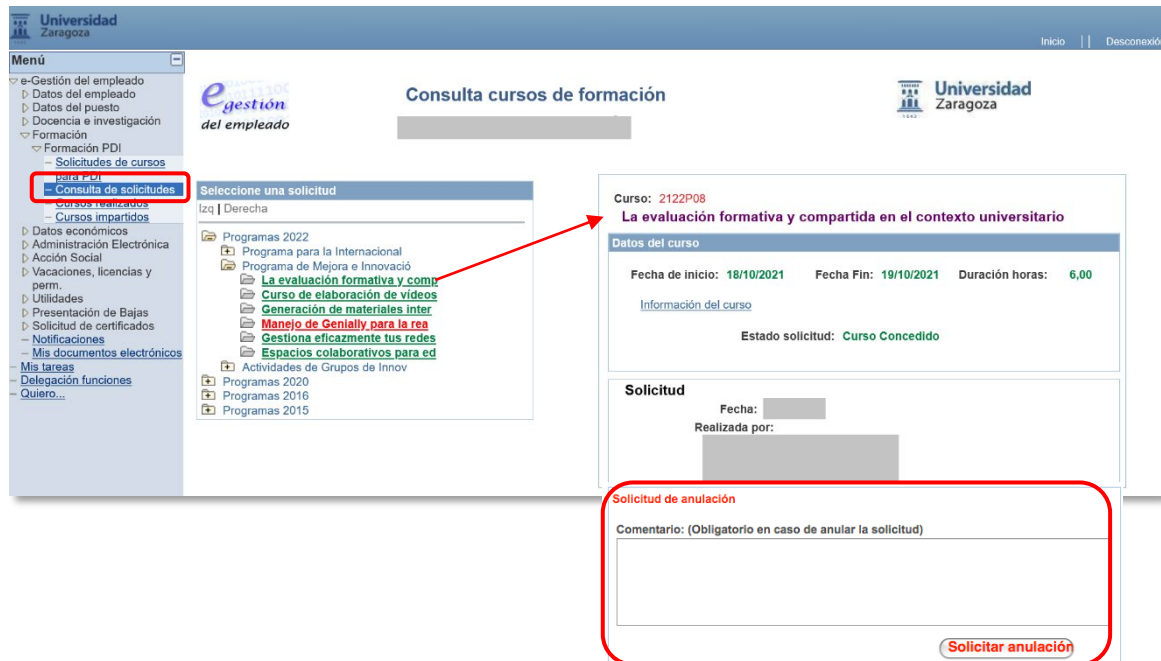 Universidad
Zaragoza
Inicio || Desconexió
Menú
e-Gestión del empleado
Datos del empleado
Datos del puesto
Docencia e investigación
Formación
Formación PDI
Solicitudes de cursos
para PDI
Consulta de solicitudes
Cursos realizados
Cursos impartidos
Datos económicos
Administración Electrónica
Acción Social
Vacaciones, licencias y
perm.
Utilidades
Presentación de Bajas
Solicitud de certificados
Notificaciones
Mis documentos electrónicos
Mis tareas
Delegación funciones
Quiero...
e gestión
del empleado
Consulta cursos de formación
Universidad
Zaragoza
1542
Seleccione una solicitud
Izq | Derecha
Programas 2022
Programa para la Internacional
Programa de Mejora e Innovació
La evaluación formativa y comp
Curso de elaboración de vídeos
Generación de materiales inter
Manejo de Genially para la rea
Gestiona eficazmente tus redes
Espacios colaborativos para ed
Actividades de Grupos de Innov
Programas 2020
Programas 2016
Programas 2015
Curso: 2122P08
La evaluación formativa y compartida en el contexto universitario
Datos del curso
Fecha de inicio: 18/10/2021 Fecha Fin: 19/10/2021 Duración horas: 6,00
Información del curso
Estado solicitud: Curso Concedido
Solicitud
Fecha:
Realizada por:
Solicitud de anulación
Comentario: (Obligatorio en caso de anular la solicitud)
Solicitar anulación